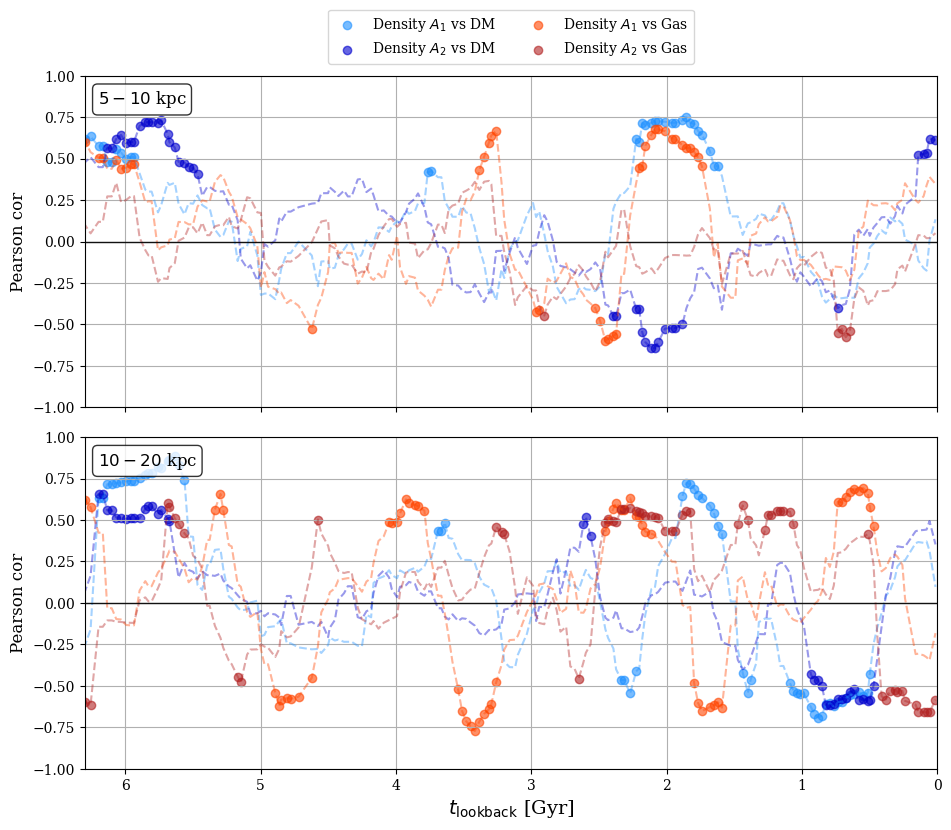 Density A₁ vs DM
Density A₂ vs DM
Density A₁ vs Gas
Density A₂ vs Gas
5 − 10 kpc
1.00
0.75
0.50
0.25
0.00
−0.25
−0.50
−0.75
−1.00
Pearson cor
10 − 20 kpc
1.00
0.75
0.50
0.25
0.00
−0.25
−0.50
−0.75
−1.00
Pearson cor
6 5 4 3 2 1 0
t_lookback [Gyr]